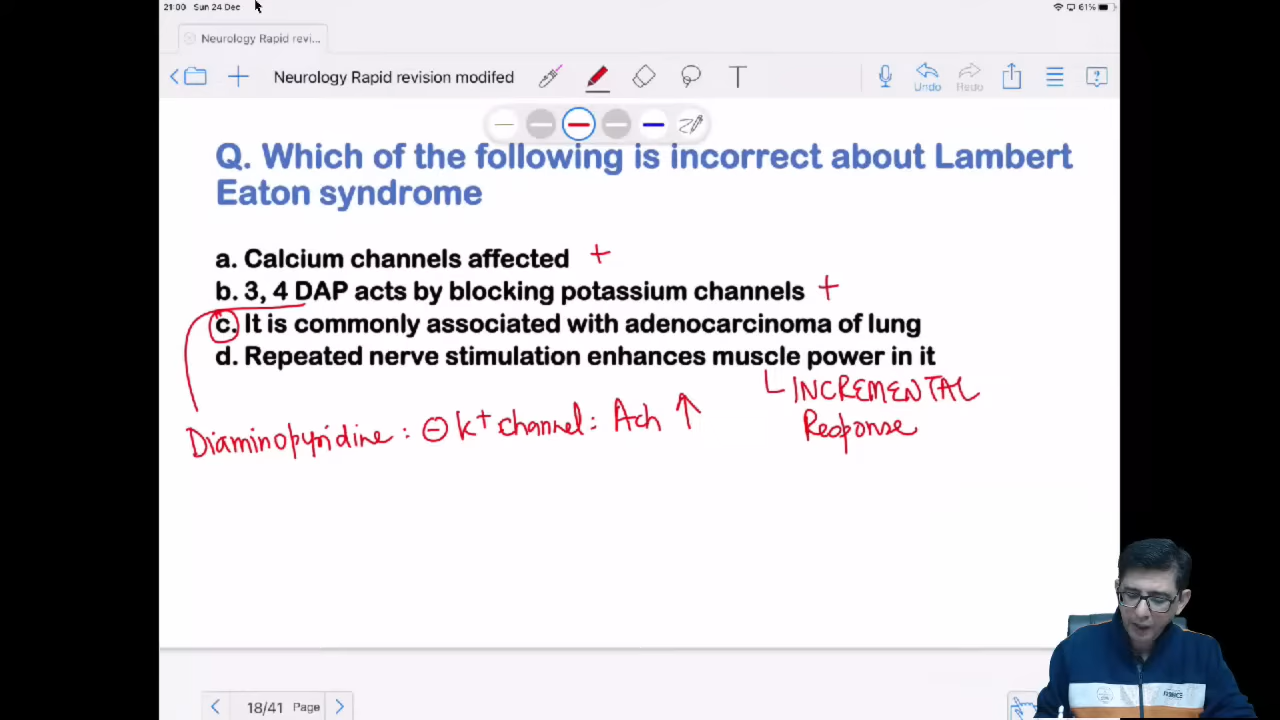 21:00 Sun 24 Dec
61%
Neurology Rapid revi...
Neurology Rapid revision modifed
T
Undo
Redo
Q. Which of the following is incorrect about Lambert
Eaton syndrome
a. Calcium channels affected +
b. 3, 4 DAP acts by blocking potassium channels +
c. It is commonly associated with adenocarcinoma of lung
d. Repeated nerve stimulation enhances muscle power in it
INCREMENTAL
Response
Diaminopyridine : ⊖ K+ channel : Ach ↑
18/41 Page